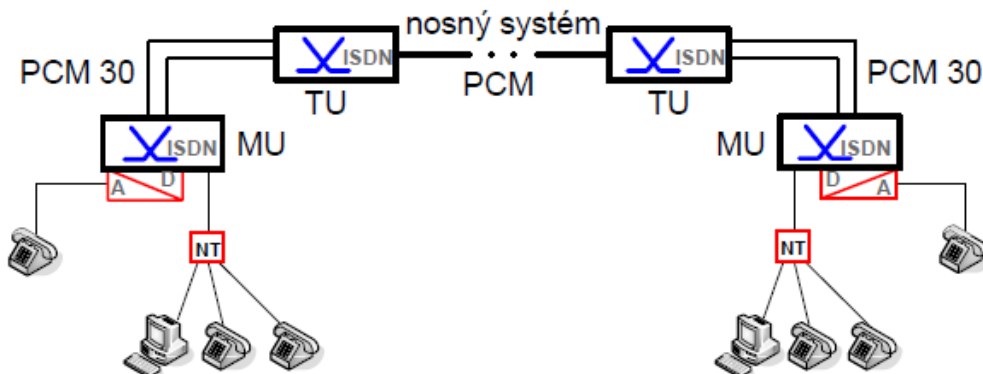 nosný systém
ISDN
ISDN
PCM 30
PCM
PCM 30
TU
TU
ISDN
MU
MU
ISDN
A
D
D
A
NT
NT